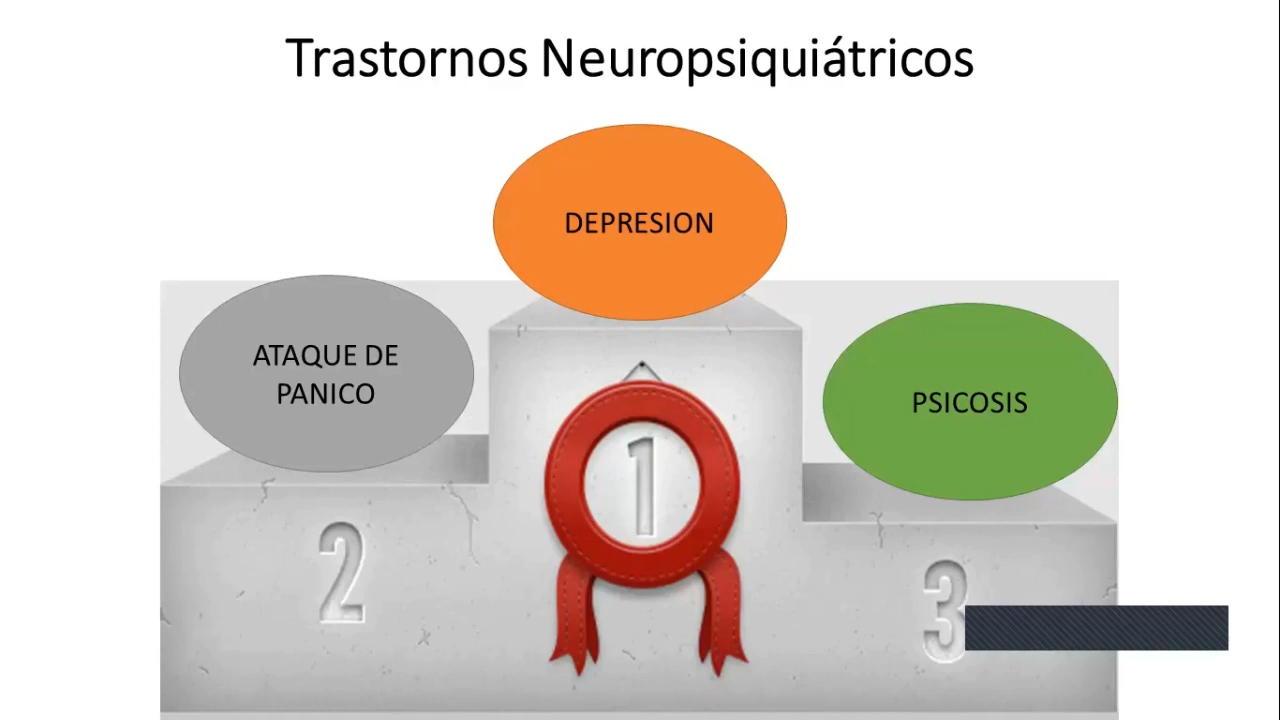 Trastornos Neuropsiquiátricos
DEPRESION
ATAQUE DE
PANICO
PSICOSIS
1
2
3